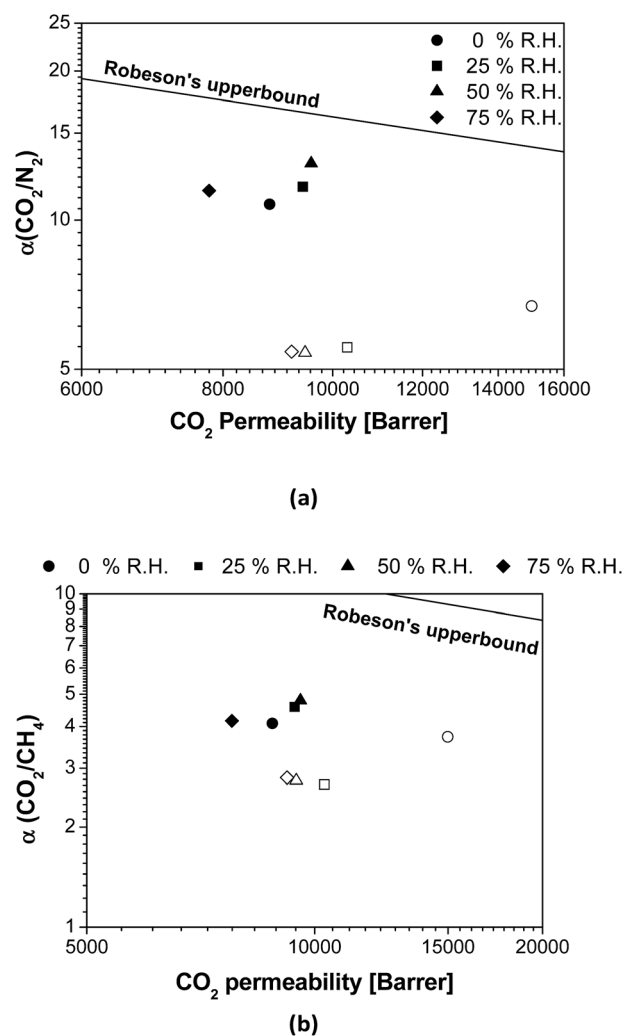 25
20
15
10
5
α(CO₂/N₂)
Robeson's upperbound
0 % R.H.
25 % R.H.
50 % R.H.
75 % R.H.
6000 8000 10000 12000 14000 16000
CO₂ Permeability [Barrer]
(a)
0 % R.H. 25 % R.H. 50 % R.H. 75 % R.H.
10
9
8
7
6
5
4
3
2
1
α (CO₂/CH₄)
Robeson's upperbound
5000 10000 15000 20000
CO₂ permeability [Barrer]
(b)